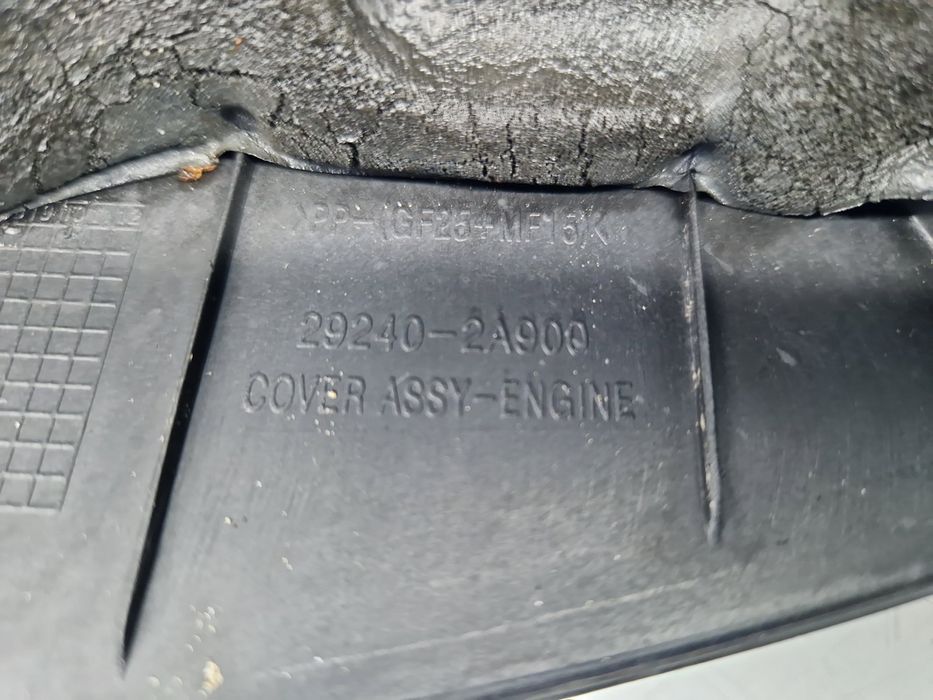 >PP-(GF25+MF15)<
29240-2A900
COVER ASSY-ENGINE